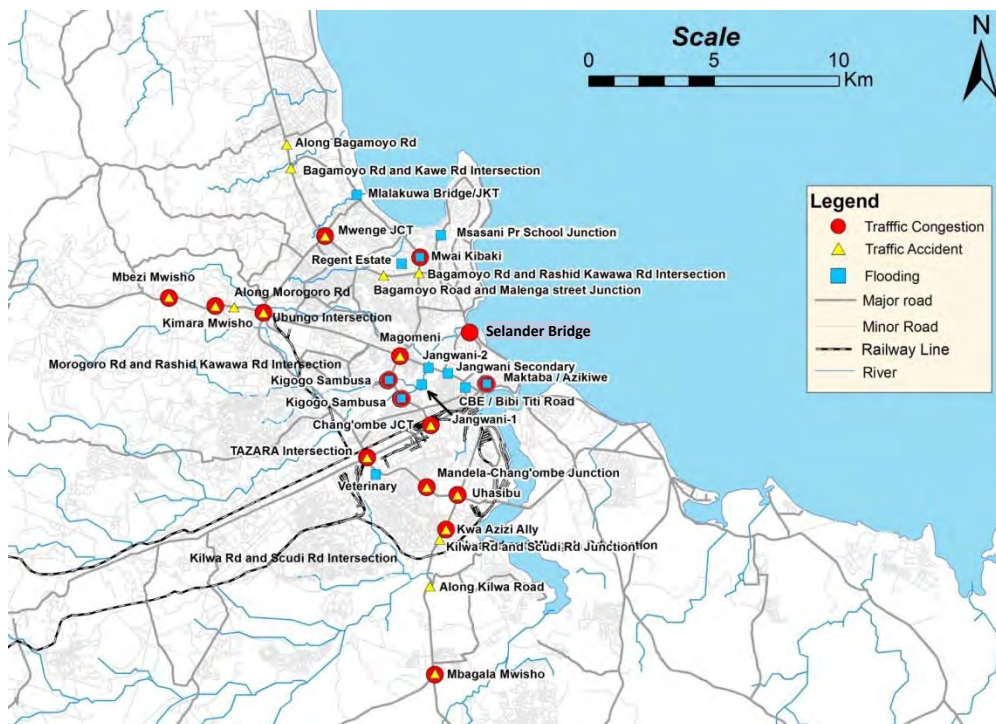 Scale
0 5 10
Km
N
Along Bagamoyo Rd
Bagamoyo Rd and Kawe Rd Intersection
Mlalakuwa Bridge/JKT
Mwenge JCT
Msasani Pr School Junction
Mwai Kibaki
Regent Estate
Bagamoyo Rd and Rashid Kawawa Rd Intersection
Bagamoyo Road and Malenga street Junction
Mbezi Mwisho
Along Morogoro Rd
Kimara Mwisho
Ubungo Intersection
Selander Bridge
Magomeni
Jangwani-2
Morogoro Rd and Rashid Kawawa Rd Intersection
Jangwani Secondary
Kigogo Sambusa
Maktaba / Azikiwe
Kigogo Sambusa
CBE / Bibi Titi Road
Chang'ombe JCT
Jangwani-1
TAZARA Intersection
Mandela-Chang'ombe Junction
Veterinary
Uhasibu
Kwa Azizi Ally
Kilwa Rd and Scudi Rd Junction
Kilwa Rd and Scudi Rd Intersection
Along Kilwa Road
Mbagala Mwisho
Legend
Trafffic Congestion
Traffic Accident
Flooding
Major road
Minor Road
Railway Line
River